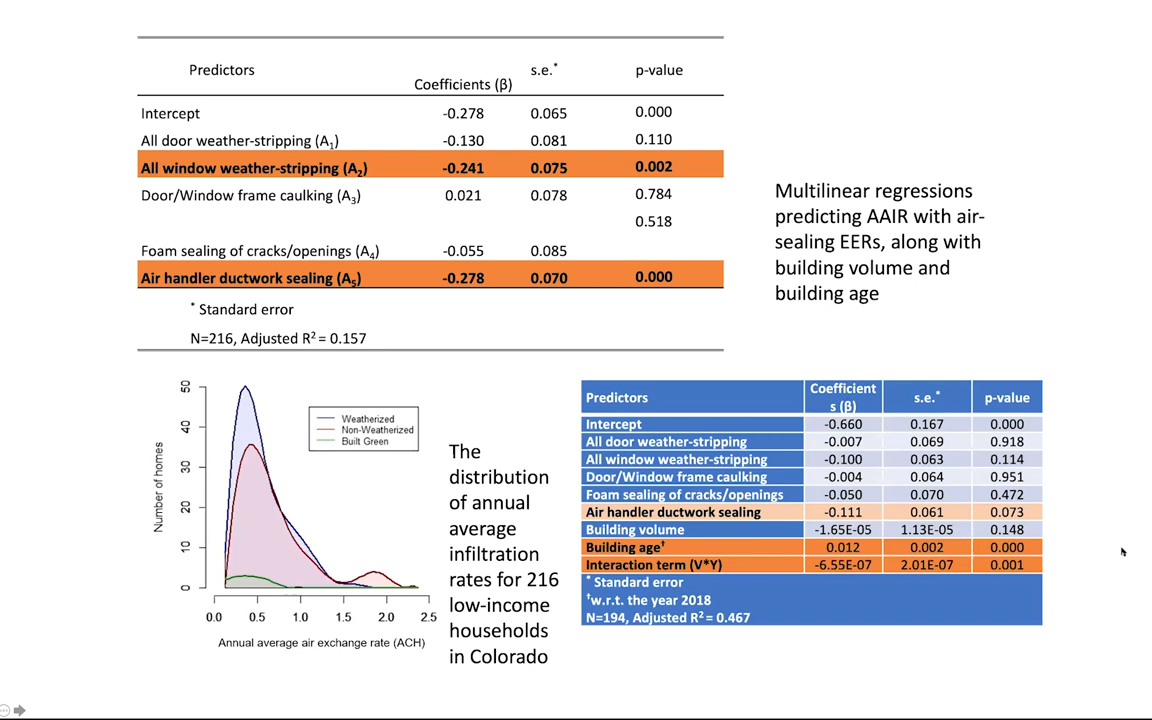 Predictors Coefficients (β) s.e.* p-value
Intercept -0.278 0.065 0.000
All door weather-stripping (A1) -0.130 0.081 0.110
All window weather-stripping (A2) -0.241 0.075 0.002
Door/Window frame caulking (A3) 0.021 0.078 0.784
0.518
Foam sealing of cracks/openings (A4) -0.055 0.085
Air handler ductwork sealing (A5) -0.278 0.070 0.000
* Standard error
N=216, Adjusted R2 = 0.157
Multilinear regressions
predicting AAIR with air-
sealing EERs, along with
building volume and
building age
Number of homes
50
40
30
20
10
0
Weatherized
Non-Weatherized
Built Green
0.0 0.5 1.0 1.5 2.0 2.5
Annual average air exchange rate (ACH)
The
distribution
of annual
average
infiltration
rates for 216
low-income
households
in Colorado
Predictors Coefficient
s (β) s.e.* p-value
Intercept -0.660 0.167 0.000
All door weather-stripping -0.007 0.069 0.918
All window weather-stripping -0.100 0.063 0.114
Door/Window frame caulking -0.004 0.064 0.951
Foam sealing of cracks/openings -0.050 0.070 0.472
Air handler ductwork sealing -0.111 0.061 0.073
Building volume -1.65E-05 1.13E-05 0.148
Building age† 0.012 0.002 0.000
Interaction term (V*Y) -6.55E-07 2.01E-07 0.001
* Standard error
†w.r.t. the year 2018
N=194, Adjusted R2 = 0.467